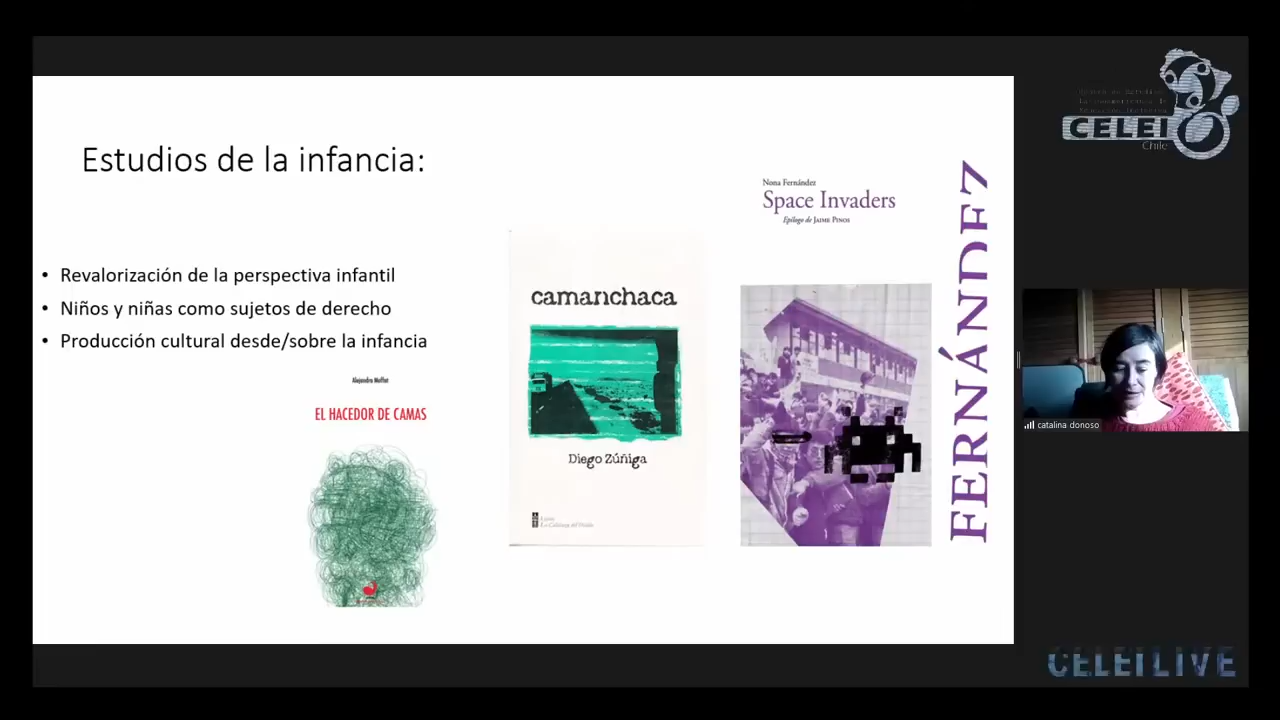 Estudios de la infancia:
• Revalorización de la perspectiva infantil
• Niños y niñas como sujetos de derecho
• Producción cultural desde/sobre la infancia
Alejandra Moffat
EL HACEDOR DE CAMAS
camanchaca
Diego Zúñiga
Nona Fernández
Space Invaders
Epílogo de JAIME PINOS
FERNÁNDEZ
CELEI
Chile
catalina donoso
CELEI LIVE